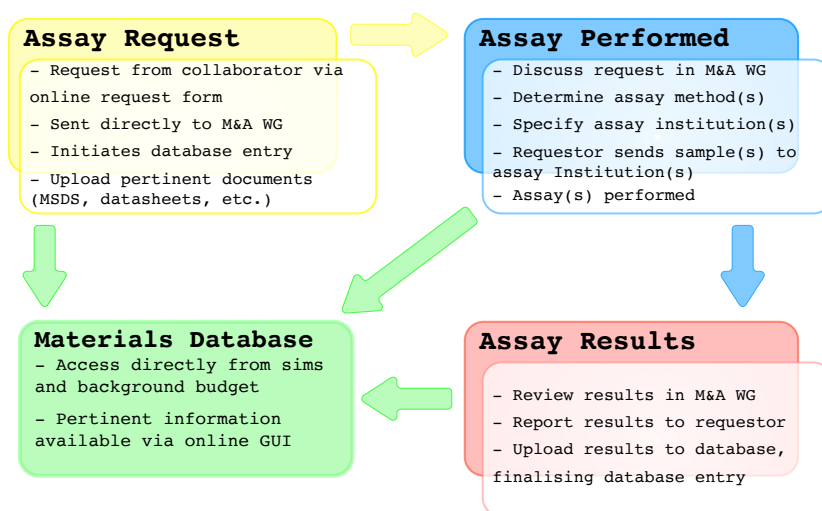 Assay Request
– Request from collaborator via
online request form
– Sent directly to M&A WG
– Initiates database entry
– Upload pertinent documents
(MSDS, datasheets, etc.)
Assay Performed
– Discuss request in M&A WG
– Determine assay method(s)
– Specify assay institution(s)
– Requestor sends sample(s) to
assay Institution(s)
– Assay(s) performed
Materials Database
– Access directly from sims
and background budget
– Pertinent information
available via online GUI
Assay Results
– Review results in M&A WG
– Report results to requestor
– Upload results to database,
finalising database entry